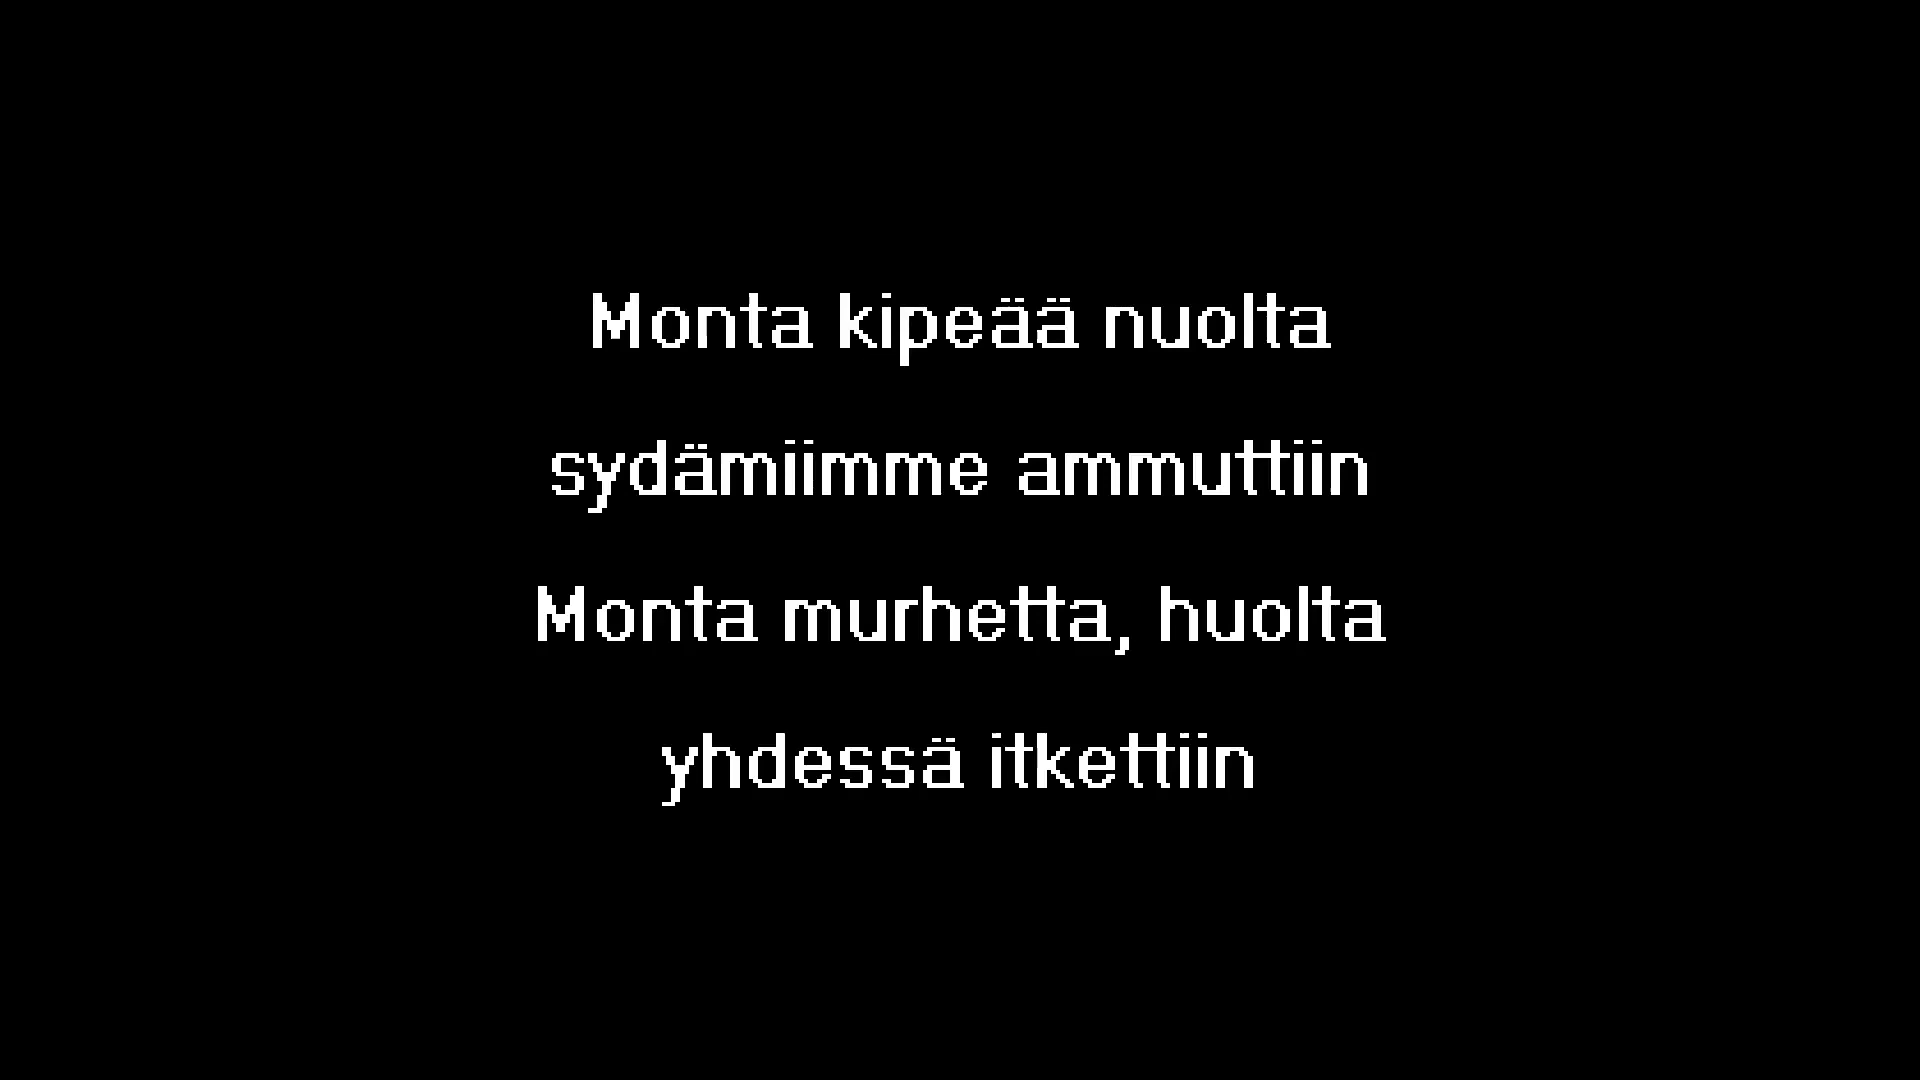 Monta kipeää nuolta
sydämiimme ammuttiin
Monta murhetta, huolta
yhdessä itkettiin